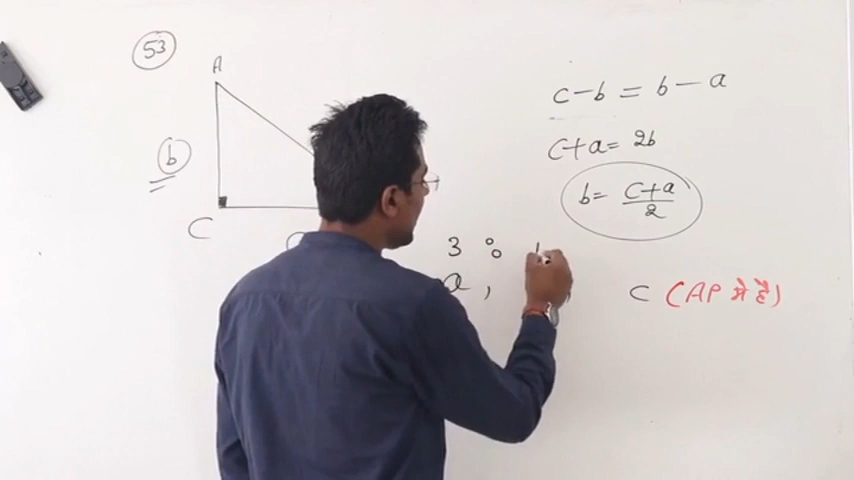 53
A
b
C
c-b = b-a
c+a= 2b
b= c+a/2
3 :
a,
c (AP में है)